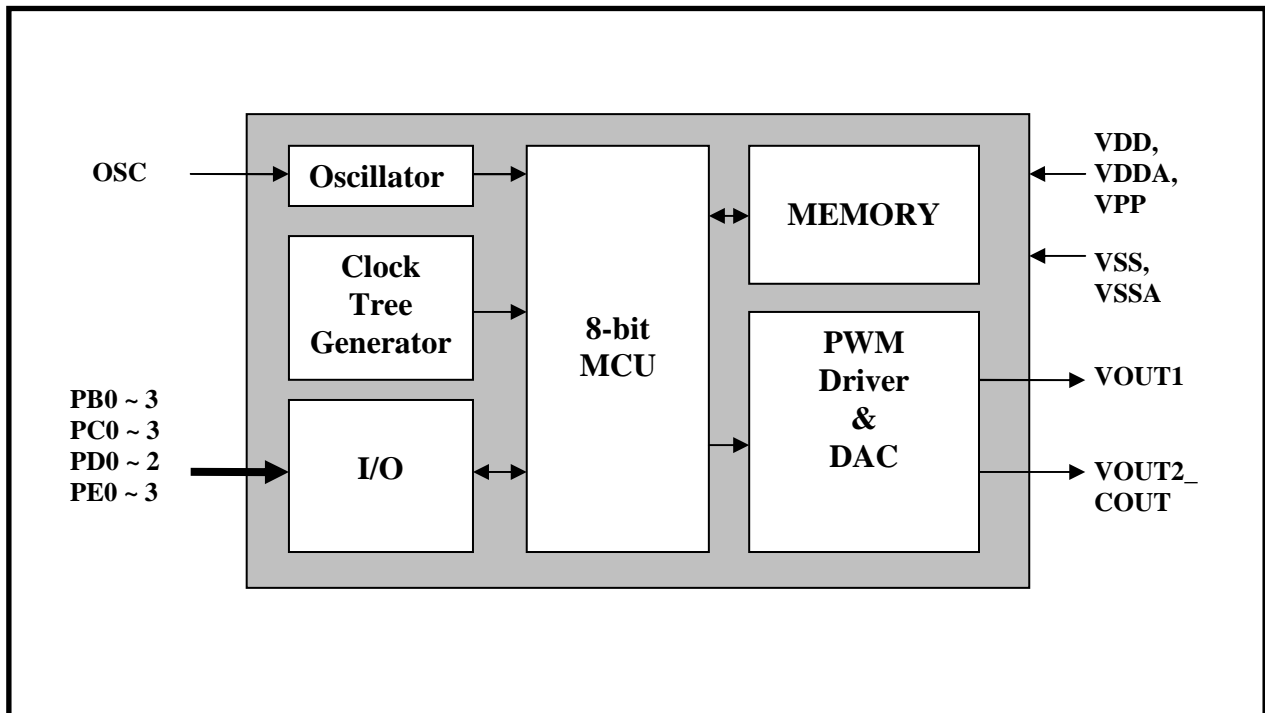 OSC
Oscillator
Clock
Tree
Generator
PB0 ~ 3
PC0 ~ 3
PD0 ~ 2
PE0 ~ 3
I/O
8-bit
MCU
MEMORY
PWM
Driver
&
DAC
VDD,
VDDA,
VPP
VSS,
VSSA
VOUT1
VOUT2_
COUT